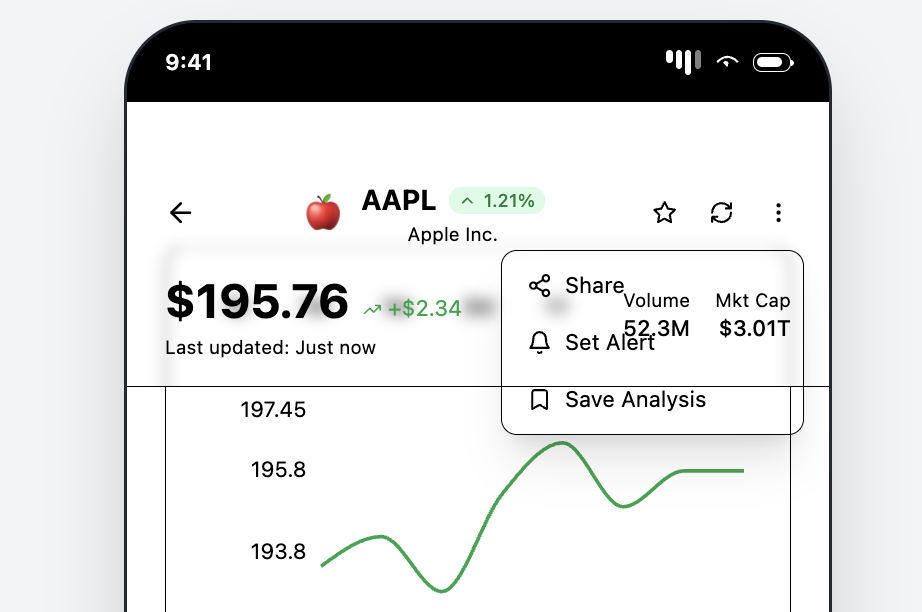 9:41
AAPL 1.21%
Apple Inc.
$195.76 +$2.34
Last updated: Just now
Share
Set Alert
Save Analysis
Volume Mkt Cap
52.3M $3.01T
197.45
195.8
193.8